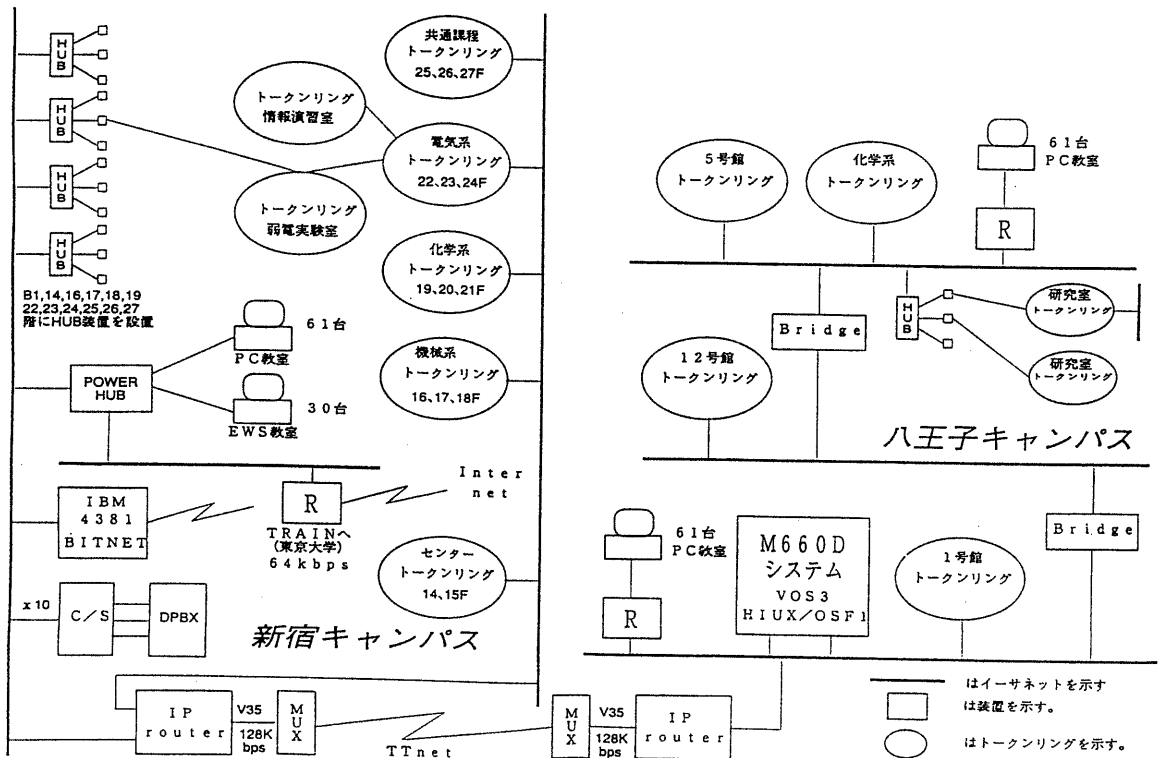 HUB
HUB
HUB
HUB
B1,14,16,17,18,19
22,23,24,25,26,27
階にHUB装置を設置
共通課程
トークンリング
25、26、27F
トークンリング
情報演習室
電気系
トークンリング
22、23、24F
トークンリング
弱電実験室
化学系
トークンリング
19、20、21F
61台
PC教室
機械系
トークンリング
16、17、18F
POWER
HUB
30台
EWS教室
IBM
4381
BITNET
R
Inter
net
TRAINへ
(東京大学)
64kbps
センター
トークンリング
14、15F
x10
C/S
DPBX
新宿キャンパス
IP
router
V35
128K
bps
MUX
TTnet
MUX
V35
128K
bps
IP
router
5号館
トークンリング
化学系
トークンリング
61台
PC教室
R
Bridge
HUB
研究室
トークンリング
研究室
トークンリング
12号館
トークンリング
八王子キャンパス
61台
PC教室
R
M660D
システム
VOS3
HIUX/OSF1
1号館
トークンリング
Bridge
はイーサネットを示す
は装置を示す。
はトークンリングを示す。